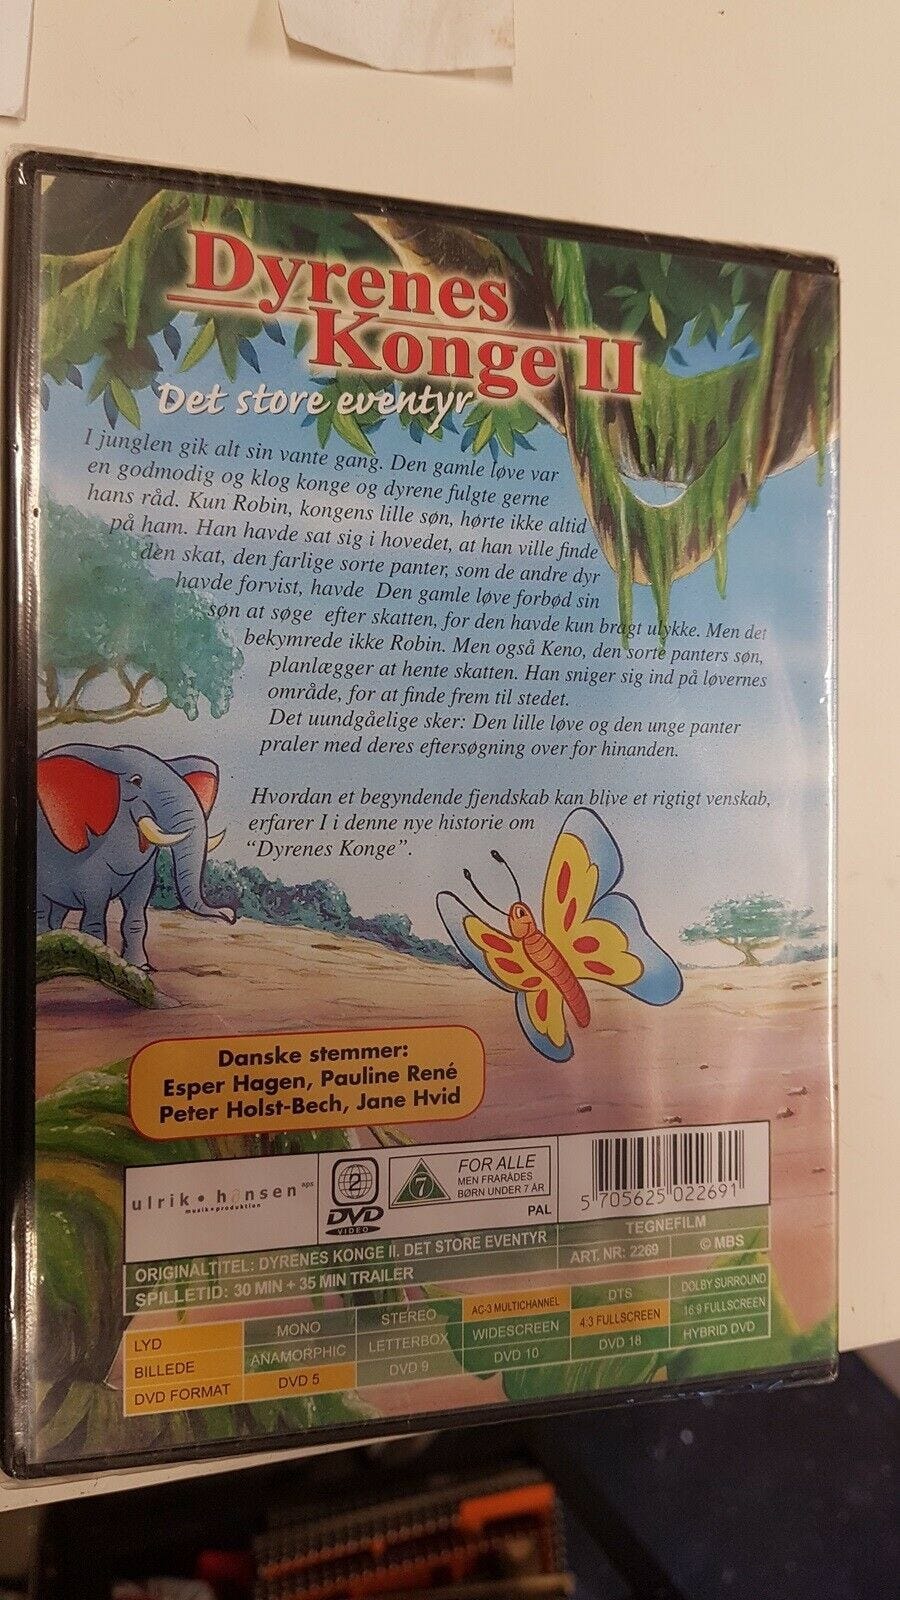 Dyrenes
Konge II
Det store eventyr
I junglen gik alt sin vante gang. Den gamle løve var
en godmodig og klog konge og dyrene fulgte gerne
hans råd. Kun Robin, kongens lille søn, hørte ikke altid
på ham. Han havde sat sig i hovedet, at han ville finde
den skat, den farlige sorte panter, som de andre dyr
havde forvist, havde Den gamle løve forbød sin
søn at søge efter skatten, for den havde kun bragt ulykke. Men det
bekymrede ikke Robin. Men også Keno, den sorte panters søn,
planlægger at hente skatten. Han sniger sig ind på løvernes
område, for at finde frem til stedet.
Det uundgåelige sker: Den lille løve og den unge panter
praler med deres eftersøgning over for hinanden.
Hvordan et begyndende fjendskab kan blive et rigtigt venskab,
erfarer I i denne nye historie om
"Dyrenes Konge".
Danske stemmer:
Esper Hagen, Pauline René
Peter Holst-Bech, Jane Hvid
ulrik • hansen aps
musik • produktion
2
DVD
VIDEO
7
FOR ALLE
MEN FRARÅDES
BØRN UNDER 7 ÅR
PAL
5 705625 022691
ORIGINALTITEL: DYRENES KONGE II. DET STORE EVENTYR
TEGNEFILM
SPILLETID: 30 MIN + 35 MIN TRAILER
ART. NR: 2269
© MBS
LYD MONO STEREO AC-3 MULTICHANNEL DTS DOLBY SURROUND
BILLEDE ANAMORPHIC LETTERBOX WIDESCREEN 4:3 FULLSCREEN 16:9 FULLSCREEN
DVD FORMAT DVD 5 DVD 9 DVD 10 DVD 18 HYBRID DVD